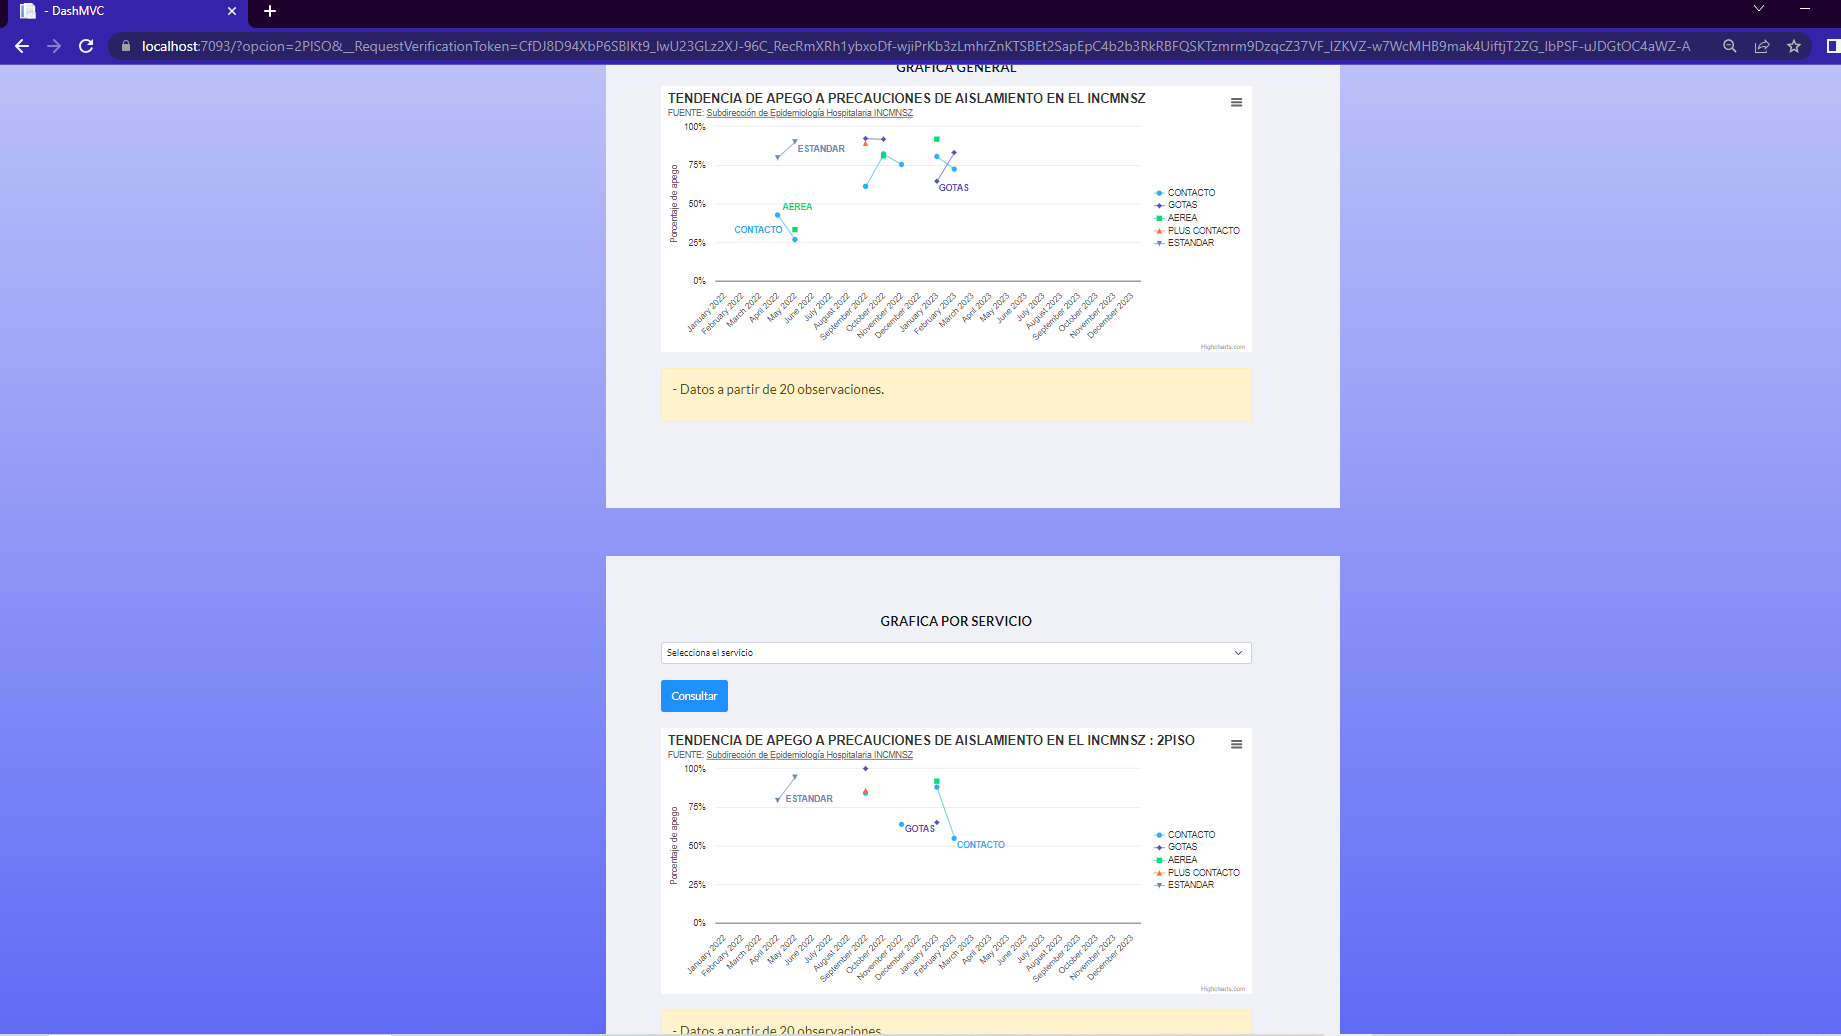 - DashMVC
localhost:7093/?opcion=2PISO&__RequestVerificationToken=CfDJ8D94XbP6SBIKt9_lwU23GLz2XJ-96C_RecRmXRh1ybxoDf-wjiPrKb3zLmhrZnKTSBEt2SapEpC4b2b3RkRBFQSKTzmrm9DzqcZ37VF_IZKVZ-w7WcMHB9mak4UiftjT2ZG_IbPSF-uJDGtOC4aWZ-A
GRAFICA GENERAL
TENDENCIA DE APEGO A PRECAUCIONES DE AISLAMIENTO EN EL INCMNSZ
FUENTE: Subdirección de Epidemiología Hospitalaria INCMNSZ
Porcentaje de apego
100%
75%
50%
25%
0%
ESTANDAR
AEREA
CONTACTO
GOTAS
January 2022
February 2022
March 2022
April 2022
May 2022
June 2022
July 2022
August 2022
September 2022
October 2022
November 2022
December 2022
January 2023
February 2023
March 2023
April 2023
May 2023
June 2023
July 2023
August 2023
September 2023
October 2023
November 2023
December 2023
CONTACTO
GOTAS
AEREA
PLUS CONTACTO
ESTANDAR
Highcharts.com
- Datos a partir de 20 observaciones.
GRAFICA POR SERVICIO
Selecciona el servicio
Consultar
TENDENCIA DE APEGO A PRECAUCIONES DE AISLAMIENTO EN EL INCMNSZ : 2PISO
FUENTE: Subdirección de Epidemiología Hospitalaria INCMNSZ
Porcentaje de apego
100%
75%
50%
25%
0%
ESTANDAR
GOTAS
CONTACTO
January 2022
February 2022
March 2022
April 2022
May 2022
June 2022
July 2022
August 2022
September 2022
October 2022
November 2022
December 2022
January 2023
February 2023
March 2023
April 2023
May 2023
June 2023
July 2023
August 2023
September 2023
October 2023
November 2023
December 2023
CONTACTO
GOTAS
AEREA
PLUS CONTACTO
ESTANDAR
Highcharts.com
- Datos a partir de 20 observaciones